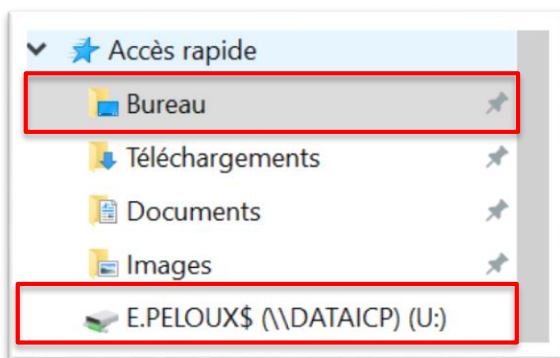 Accès rapide
Bureau
Téléchargements
Documents
Images
E.PELOUX$ (\\DATAICP) (U:)